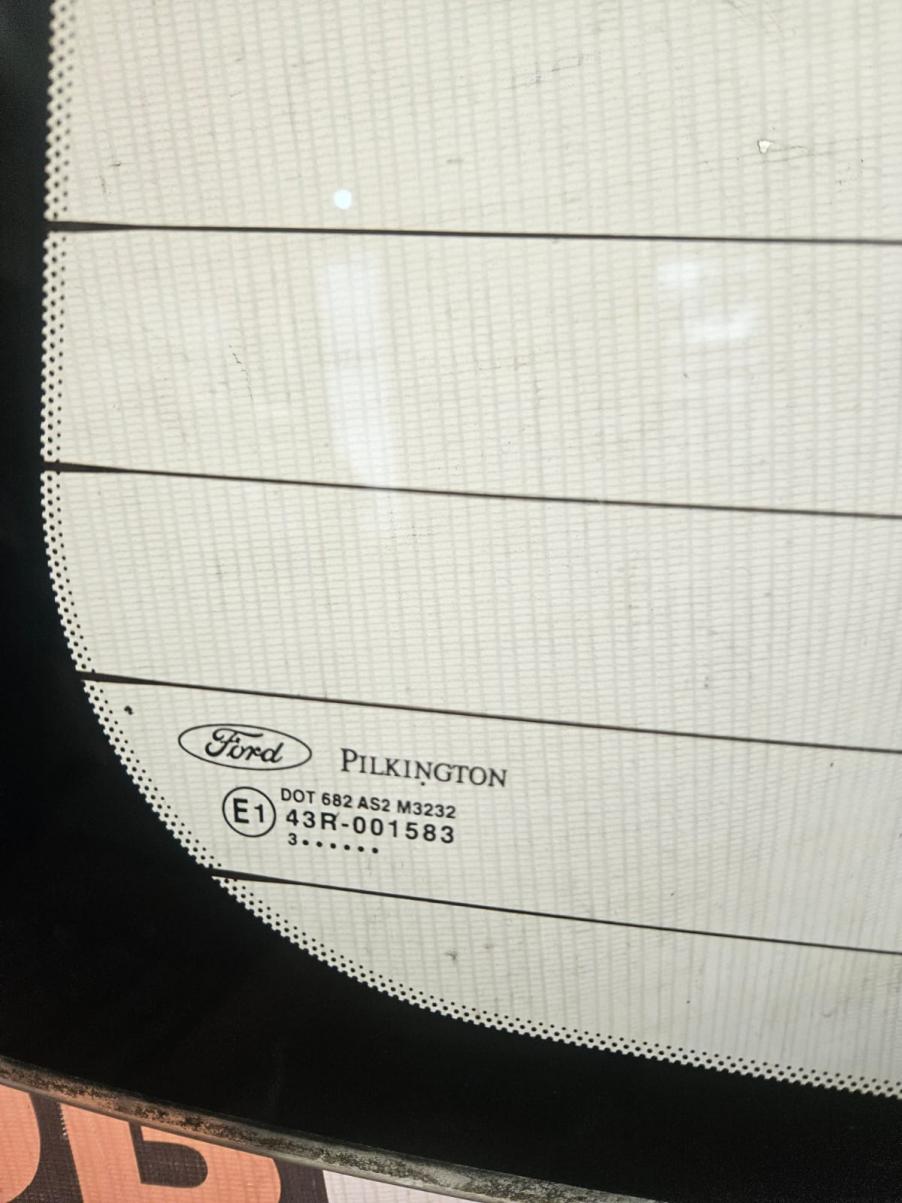 Ford PILKINGTON
E1 DOT 682 AS2 M3232
43R-001583
3••••••